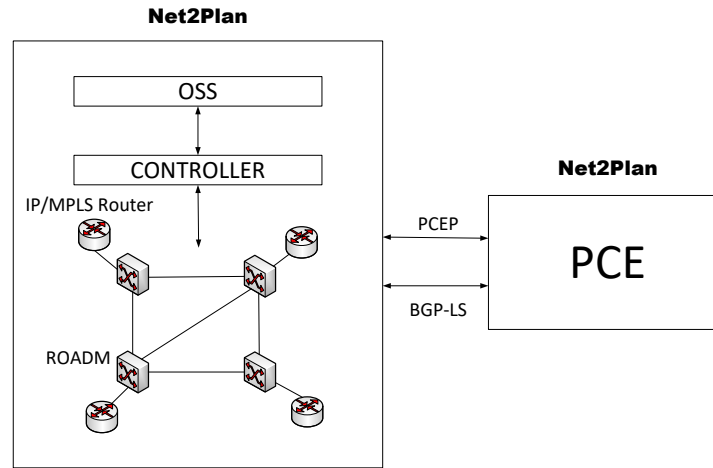 Net2Plan
OSS
CONTROLLER
IP/MPLS Router
ROADM
PCEP
BGP-LS
Net2Plan
PCE